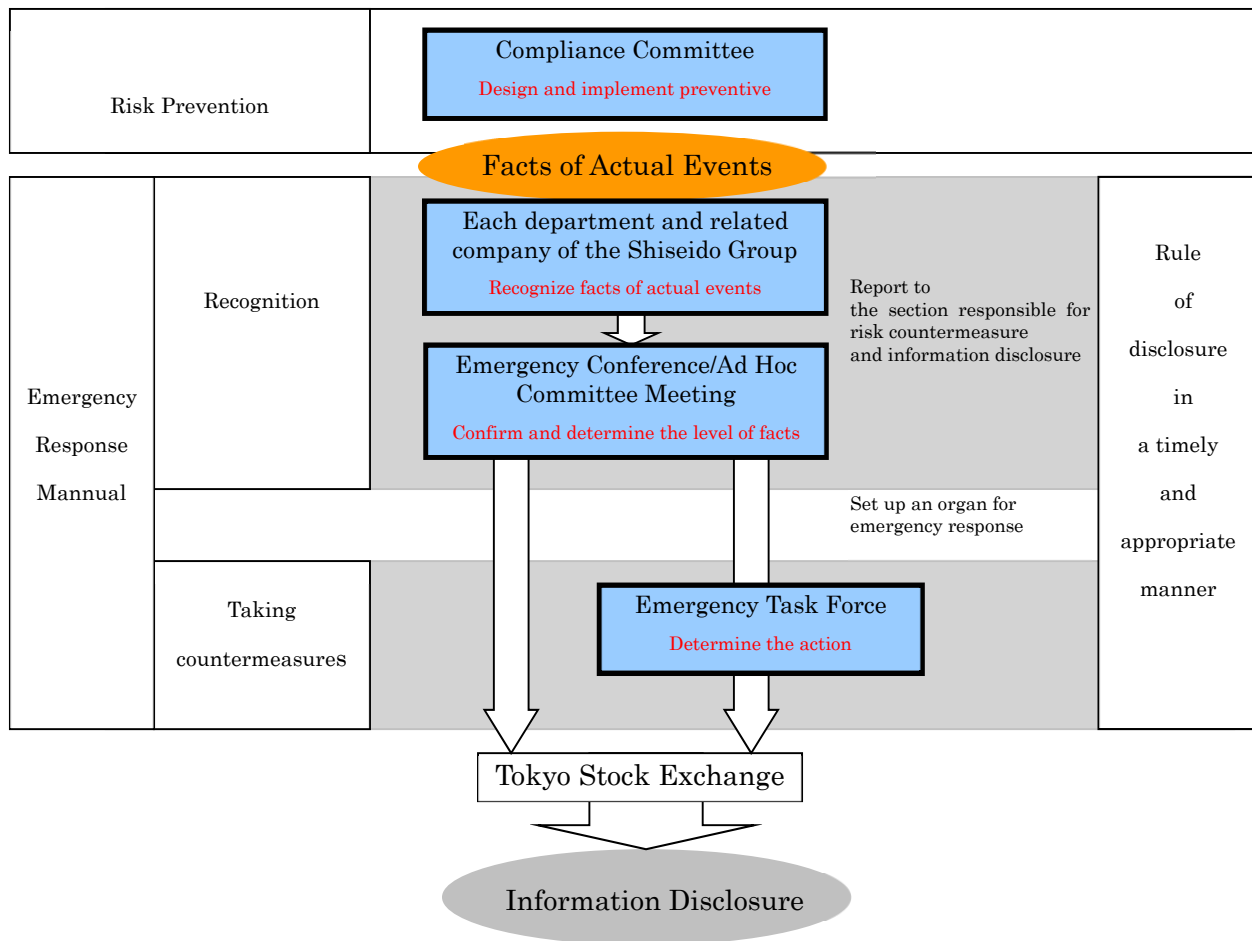 Compliance Committee
Design and implement preventive
Risk Prevention
Facts of Actual Events
Each department and related
company of the Shiseido Group
Recognize facts of actual events
Recognition
Report to
the section responsible for
risk countermeasure
and information disclosure
Emergency Conference/Ad Hoc
Committee Meeting
Confirm and determine the level of facts
Emergency
Response
Mannual
Set up an organ for
emergency response
Taking
countermeasures
Emergency Task Force
Determine the action
Rule
of
disclosure
in
a timely
and
appropriate
manner
Tokyo Stock Exchange
Information Disclosure